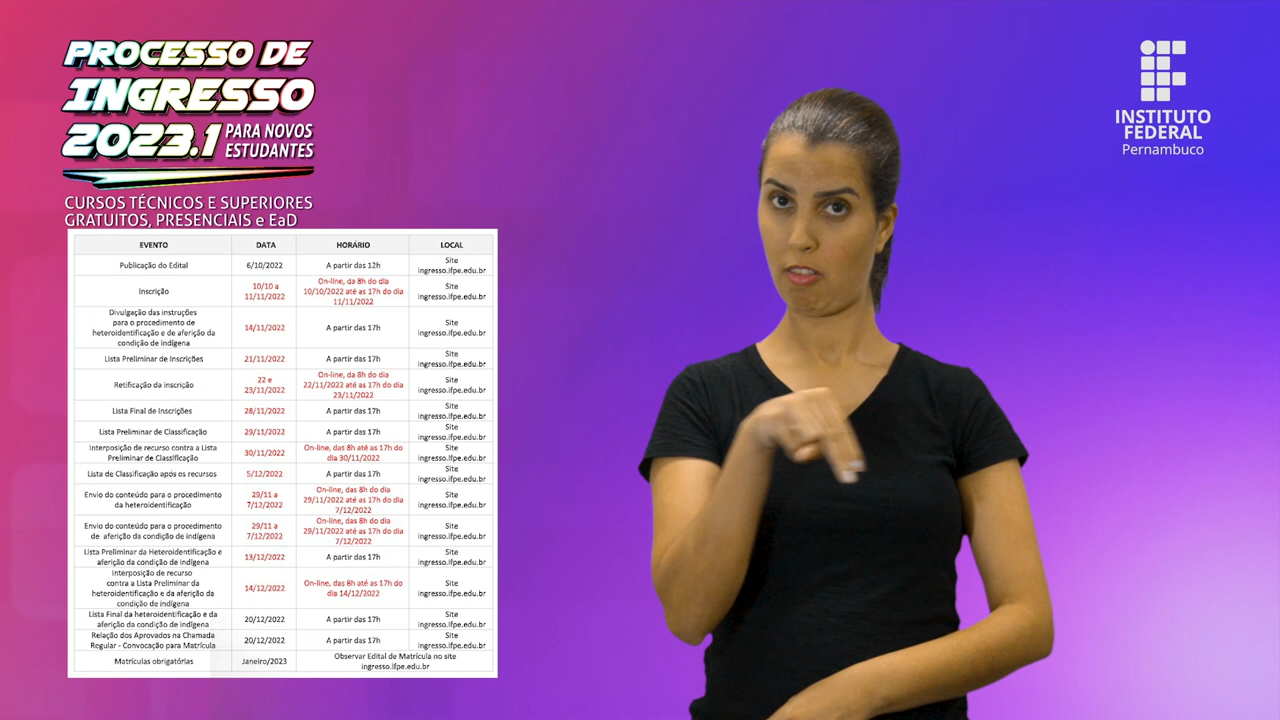 PROCESSO DE
INGRESSO
2023.1 PARA NOVOS
ESTUDANTES
CURSOS TÉCNICOS E SUPERIORES
GRATUITOS, PRESENCIAIS e EaD
INSTITUTO
FEDERAL
Pernambuco
EVENTO DATA HORÁRIO LOCAL
Publicação do Edital 6/10/2022 A partir das 12h Site
ingresso.ifpe.edu.br
Inscrição 10/10 a
11/11/2022 On-line, da 8h do dia
10/10/2022 até as 17h do dia
11/11/2022 Site
ingresso.ifpe.edu.br
Divulgação das instruções
para o procedimento de
heteroidentificação e de aferição da
condição de indígena 14/11/2022 A partir das 17h Site
ingresso.ifpe.edu.br
Lista Preliminar de Inscrições 21/11/2022 A partir das 17h Site
ingresso.ifpe.edu.br
Retificação da inscrição 22 e
23/11/2022 On-line, da 8h do dia
22/11/2022 até as 17h do dia
23/11/2022 Site
ingresso.ifpe.edu.br
Lista Final de Inscrições 28/11/2022 A partir das 17h Site
ingresso.ifpe.edu.br
Lista Preliminar de Classificação 29/11/2022 A partir das 17h Site
ingresso.ifpe.edu.br
Interposição de recurso contra a Lista
Preliminar de Classificação 30/11/2022 On-line, das 8h até as 17h do
dia 30/11/2022 Site
ingresso.ifpe.edu.br
Lista de Classificação após os recursos 5/12/2022 A partir das 17h Site
ingresso.ifpe.edu.br
Envio do conteúdo para o procedimento
da heteroidentificação 29/11 a
7/12/2022 On-line, das 8h do dia
29/11/2022 até as 17h do dia
7/12/2022 Site
ingresso.ifpe.edu.br
Envio do conteúdo para o procedimento
de aferição da condição de indígena 29/11 a
7/12/2022 On-line, das 8h do dia
29/11/2022 até as 17h do dia
7/12/2022 Site
ingresso.ifpe.edu.br
Lista Preliminar da Heteroidentificação e
aferição da condição de indígena 13/12/2022 A partir das 17h Site
ingresso.ifpe.edu.br
Interposição de recurso
contra a Lista Preliminar da
heteroidentificação e da aferição da
condição de indígena 14/12/2022 On-line, das 8h até as 17h do
dia 14/12/2022 Site
ingresso.ifpe.edu.br
Lista Final da heteroidentificação e da
aferição da condição de indígena 20/12/2022 A partir das 17h Site
ingresso.ifpe.edu.br
Relação dos Aprovados na Chamada
Regular - Convocação para Matrícula 20/12/2022 A partir das 17h Site
ingresso.ifpe.edu.br
Matrículas obrigatórias Janeiro/2023 Observar Edital de Matrícula no site
ingresso.ifpe.edu.br